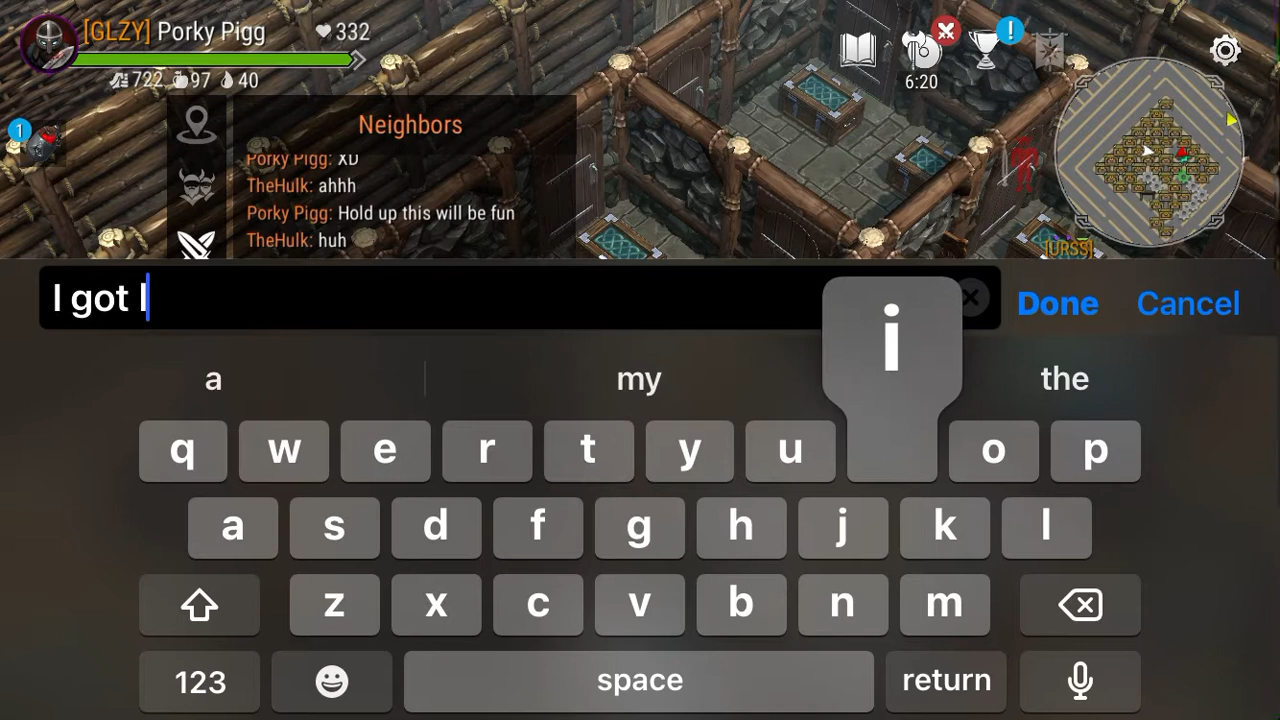 [GLZY] Porky Pigg 332
722 97 40
6:20
1
!
Neighbors
Porky Pigg: XD
TheHulk: ahhh
Porky Pigg: Hold up this will be fun
TheHulk: huh
[URSS]
I got l
Done
Cancel
a my the
i
q w e r t y u o p
a s d f g h j k l
z x c v b n m
123 space return